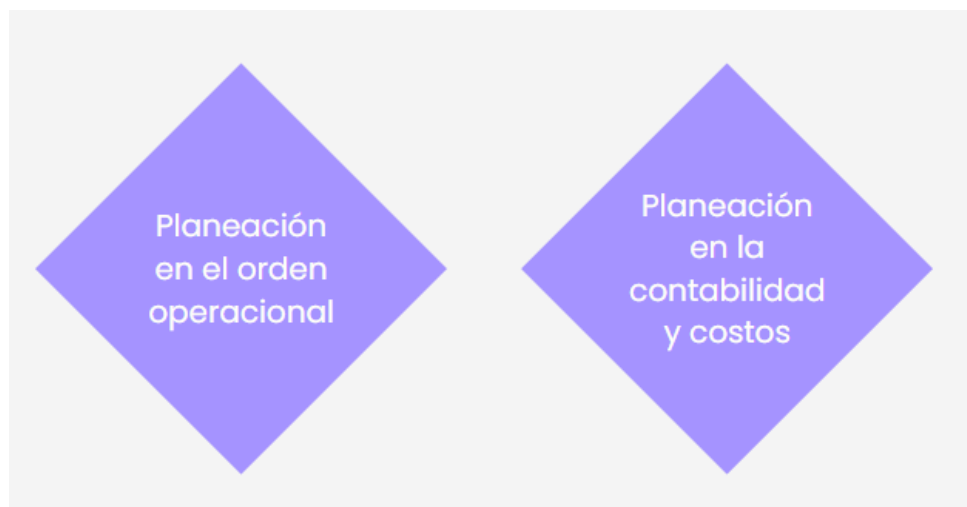 Planeación
en el orden
operacional
Planeación
en la
contabilidad
y costos